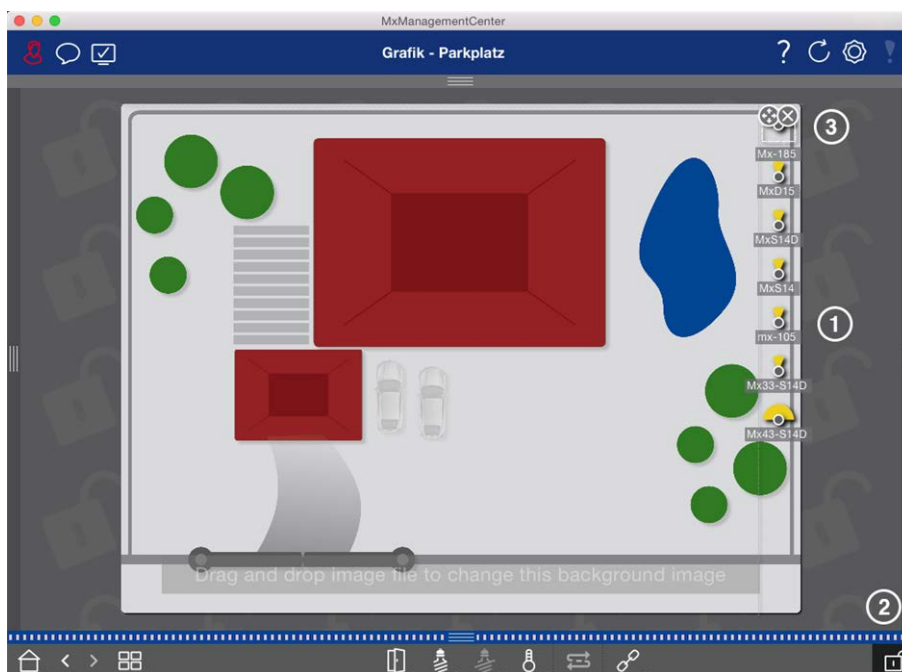 MxManagementCenter
Grafik - Parkplatz
?
3
Mx-185
MxD15
MxS14D
MxS14
mx-105
1
Mx33-S14D
Mx43-S14D
Drag and drop image file to change this background image
2